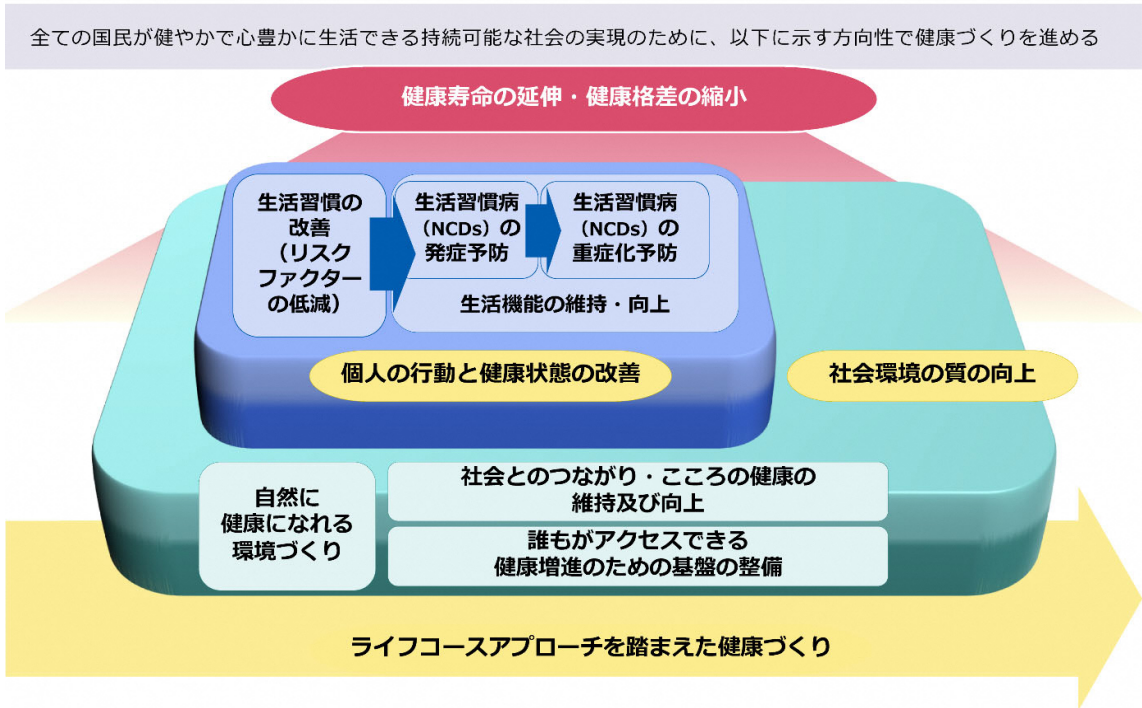 全ての国民が健やかで心豊かに生活できる持続可能な社会の実現のために、以下に示す方向性で健康づくりを進める
健康寿命の延伸・健康格差の縮小
生活習慣の
改善
（リスク
ファクター
の低減）
生活習慣病
（NCDs）の
発症予防
生活習慣病
（NCDs）の
重症化予防
生活機能の維持・向上
個人の行動と健康状態の改善
社会環境の質の向上
自然に
健康になれる
環境づくり
社会とのつながり・こころの健康の
維持及び向上
誰もがアクセスできる
健康増進のための基盤の整備
ライフコースアプローチを踏まえた健康づくり